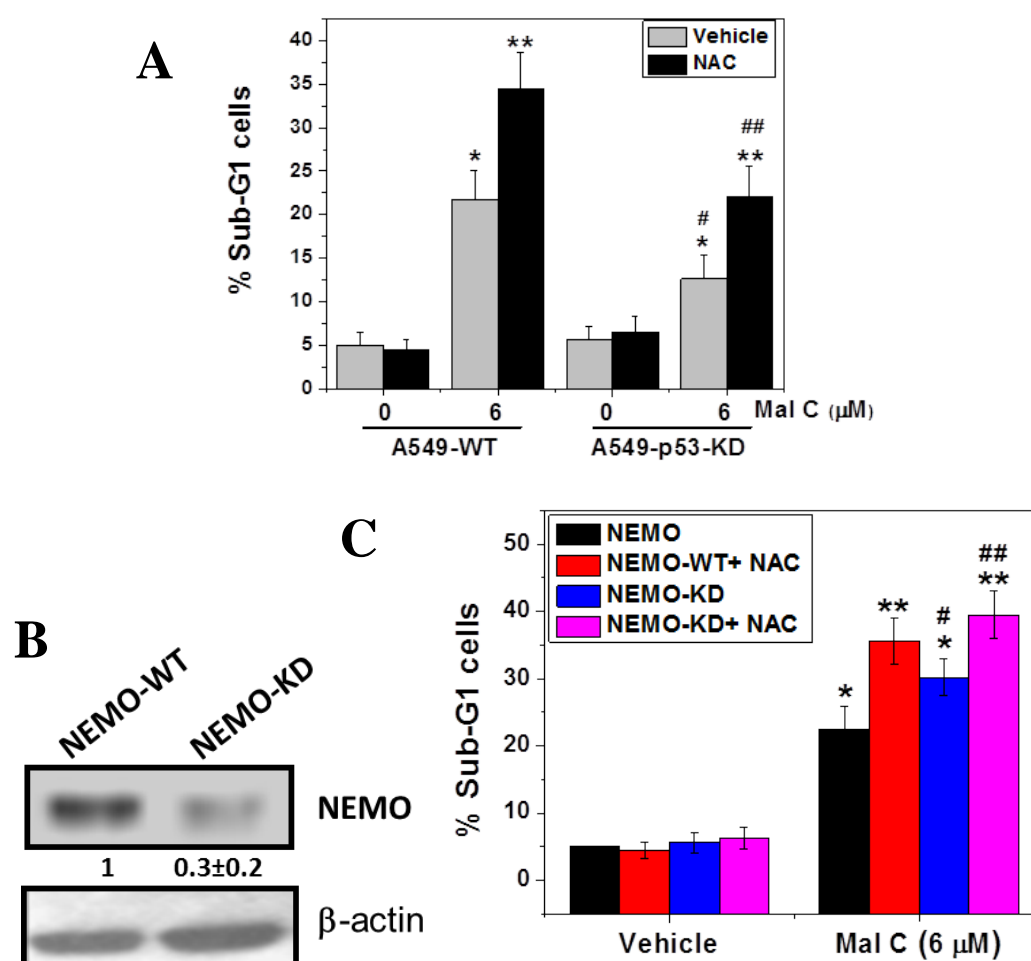 A
% Sub-G1 cells
40
35
30
25
20
15
10
5
0
Vehicle
NAC
*
**
#
*
##
**
0 6 0 6 Mal C (μM)
A549-WT A549-p53-KD
B
NEMO-WT NEMO-KD
NEMO
1 0.3±0.2
β-actin
C
% Sub-G1 cells
50
40
30
20
10
0
NEMO
NEMO-WT+ NAC
NEMO-KD
NEMO-KD+ NAC
*
**
#
*
##
**
Vehicle Mal C (6 μM)